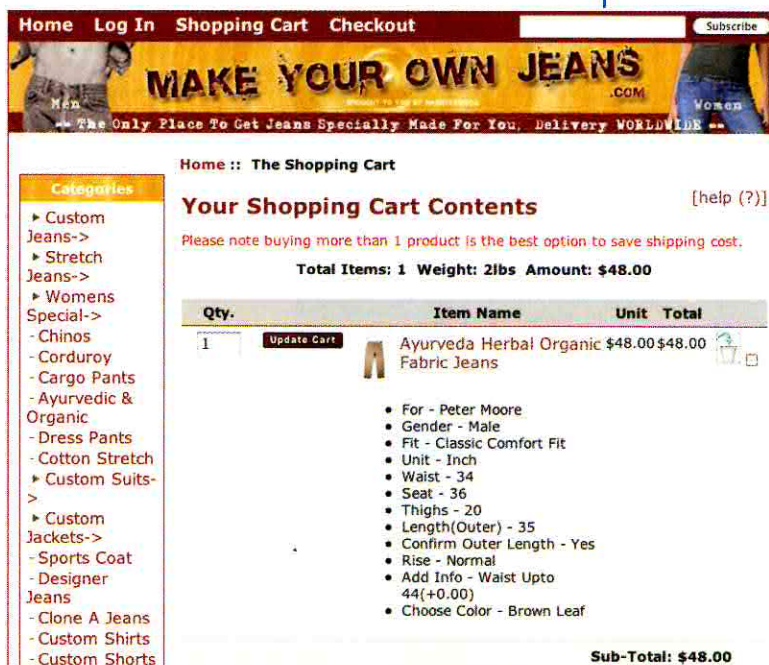 Home Log In Shopping Cart Checkout Subscribe
MAKE YOUR OWN JEANS
.COM
Men
Women
-- The Only Place To Get Jeans Specially Made For You, Delivery WORLDWIDE --
Home :: The Shopping Cart
Categories
▸ Custom
Jeans->
▸ Stretch
Jeans->
▸ Womens
Special->
- Chinos
- Corduroy
- Cargo Pants
- Ayurvedic &
Organic
- Dress Pants
- Cotton Stretch
▸ Custom Suits-
>
▸ Custom
Jackets->
- Sports Coat
- Designer
Jeans
- Clone A Jeans
- Custom Shirts
- Custom Shorts
Your Shopping Cart Contents
[help (?)]
Please note buying more than 1 product is the best option to save shipping cost.
Total Items: 1 Weight: 2lbs Amount: $48.00
Qty. Item Name Unit Total
1 Update Cart Ayurveda Herbal Organic $48.00 $48.00
Fabric Jeans
• For - Peter Moore
• Gender - Male
• Fit - Classic Comfort Fit
• Unit - Inch
• Waist - 34
• Seat - 36
• Thighs - 20
• Length(Outer) - 35
• Confirm Outer Length - Yes
• Rise - Normal
• Add Info - Waist Upto
44(+0.00)
• Choose Color - Brown Leaf
Sub-Total: $48.00